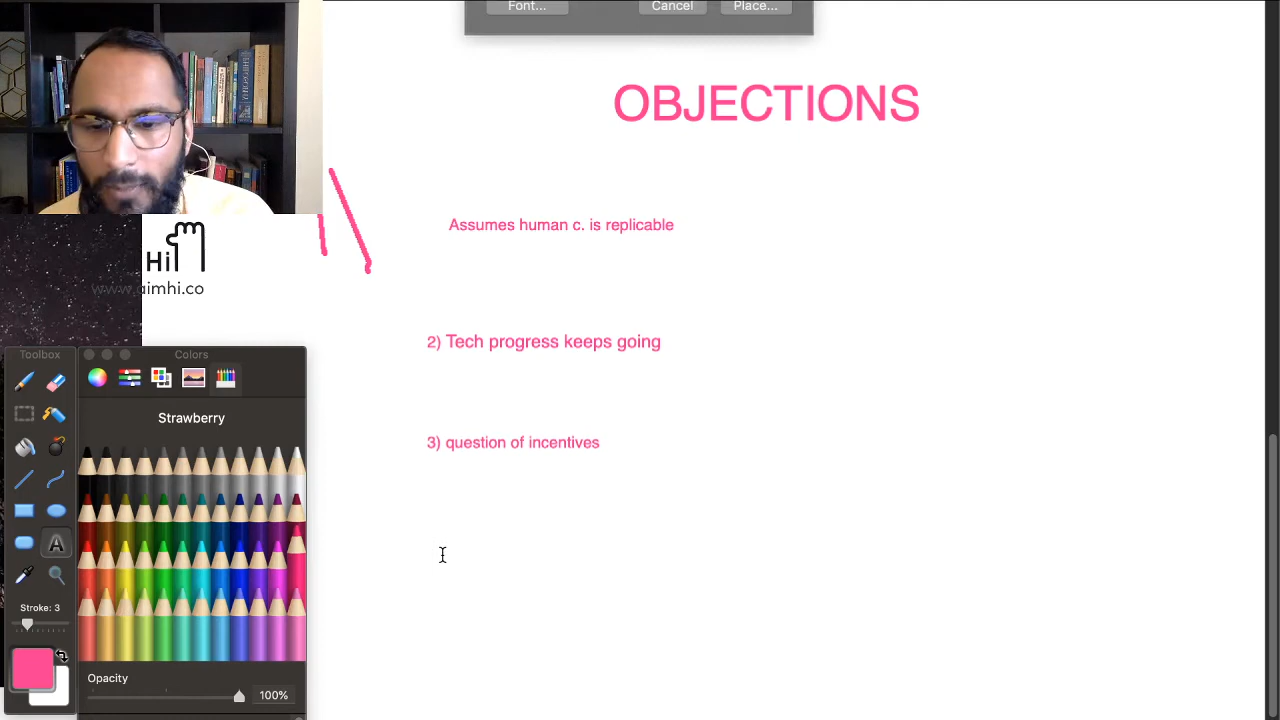 Font...
Cancel
Place...
OBJECTIONS
Assumes human c. is replicable
Hi
www.aimhi.co
2) Tech progress keeps going
Toolbox
Colors
Strawberry
3) question of incentives
A
Stroke: 3
Opacity
100%